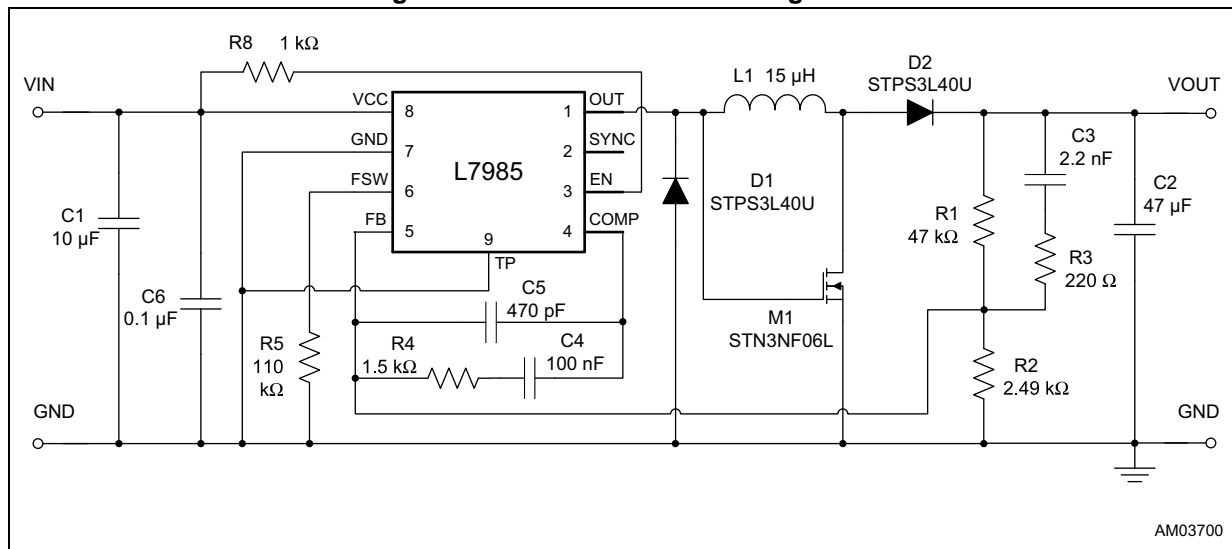 R8 1 kΩ
VIN
VCC
8
GND
7
FSW
6
FB
5
L7985
9
TP
1
OUT
2
SYNC
3
EN
4
COMP
L1 15 µH
D2
STPS3L40U
VOUT
D1
STPS3L40U
C1
10 µF
C6
0.1 µF
R5
110
kΩ
C5
470 pF
R4
1.5 kΩ
C4
100 nF
M1
STN3NF06L
R1
47 kΩ
C3
2.2 nF
R3
220 Ω
C2
47 µF
R2
2.49 kΩ
GND
GND
AM03700